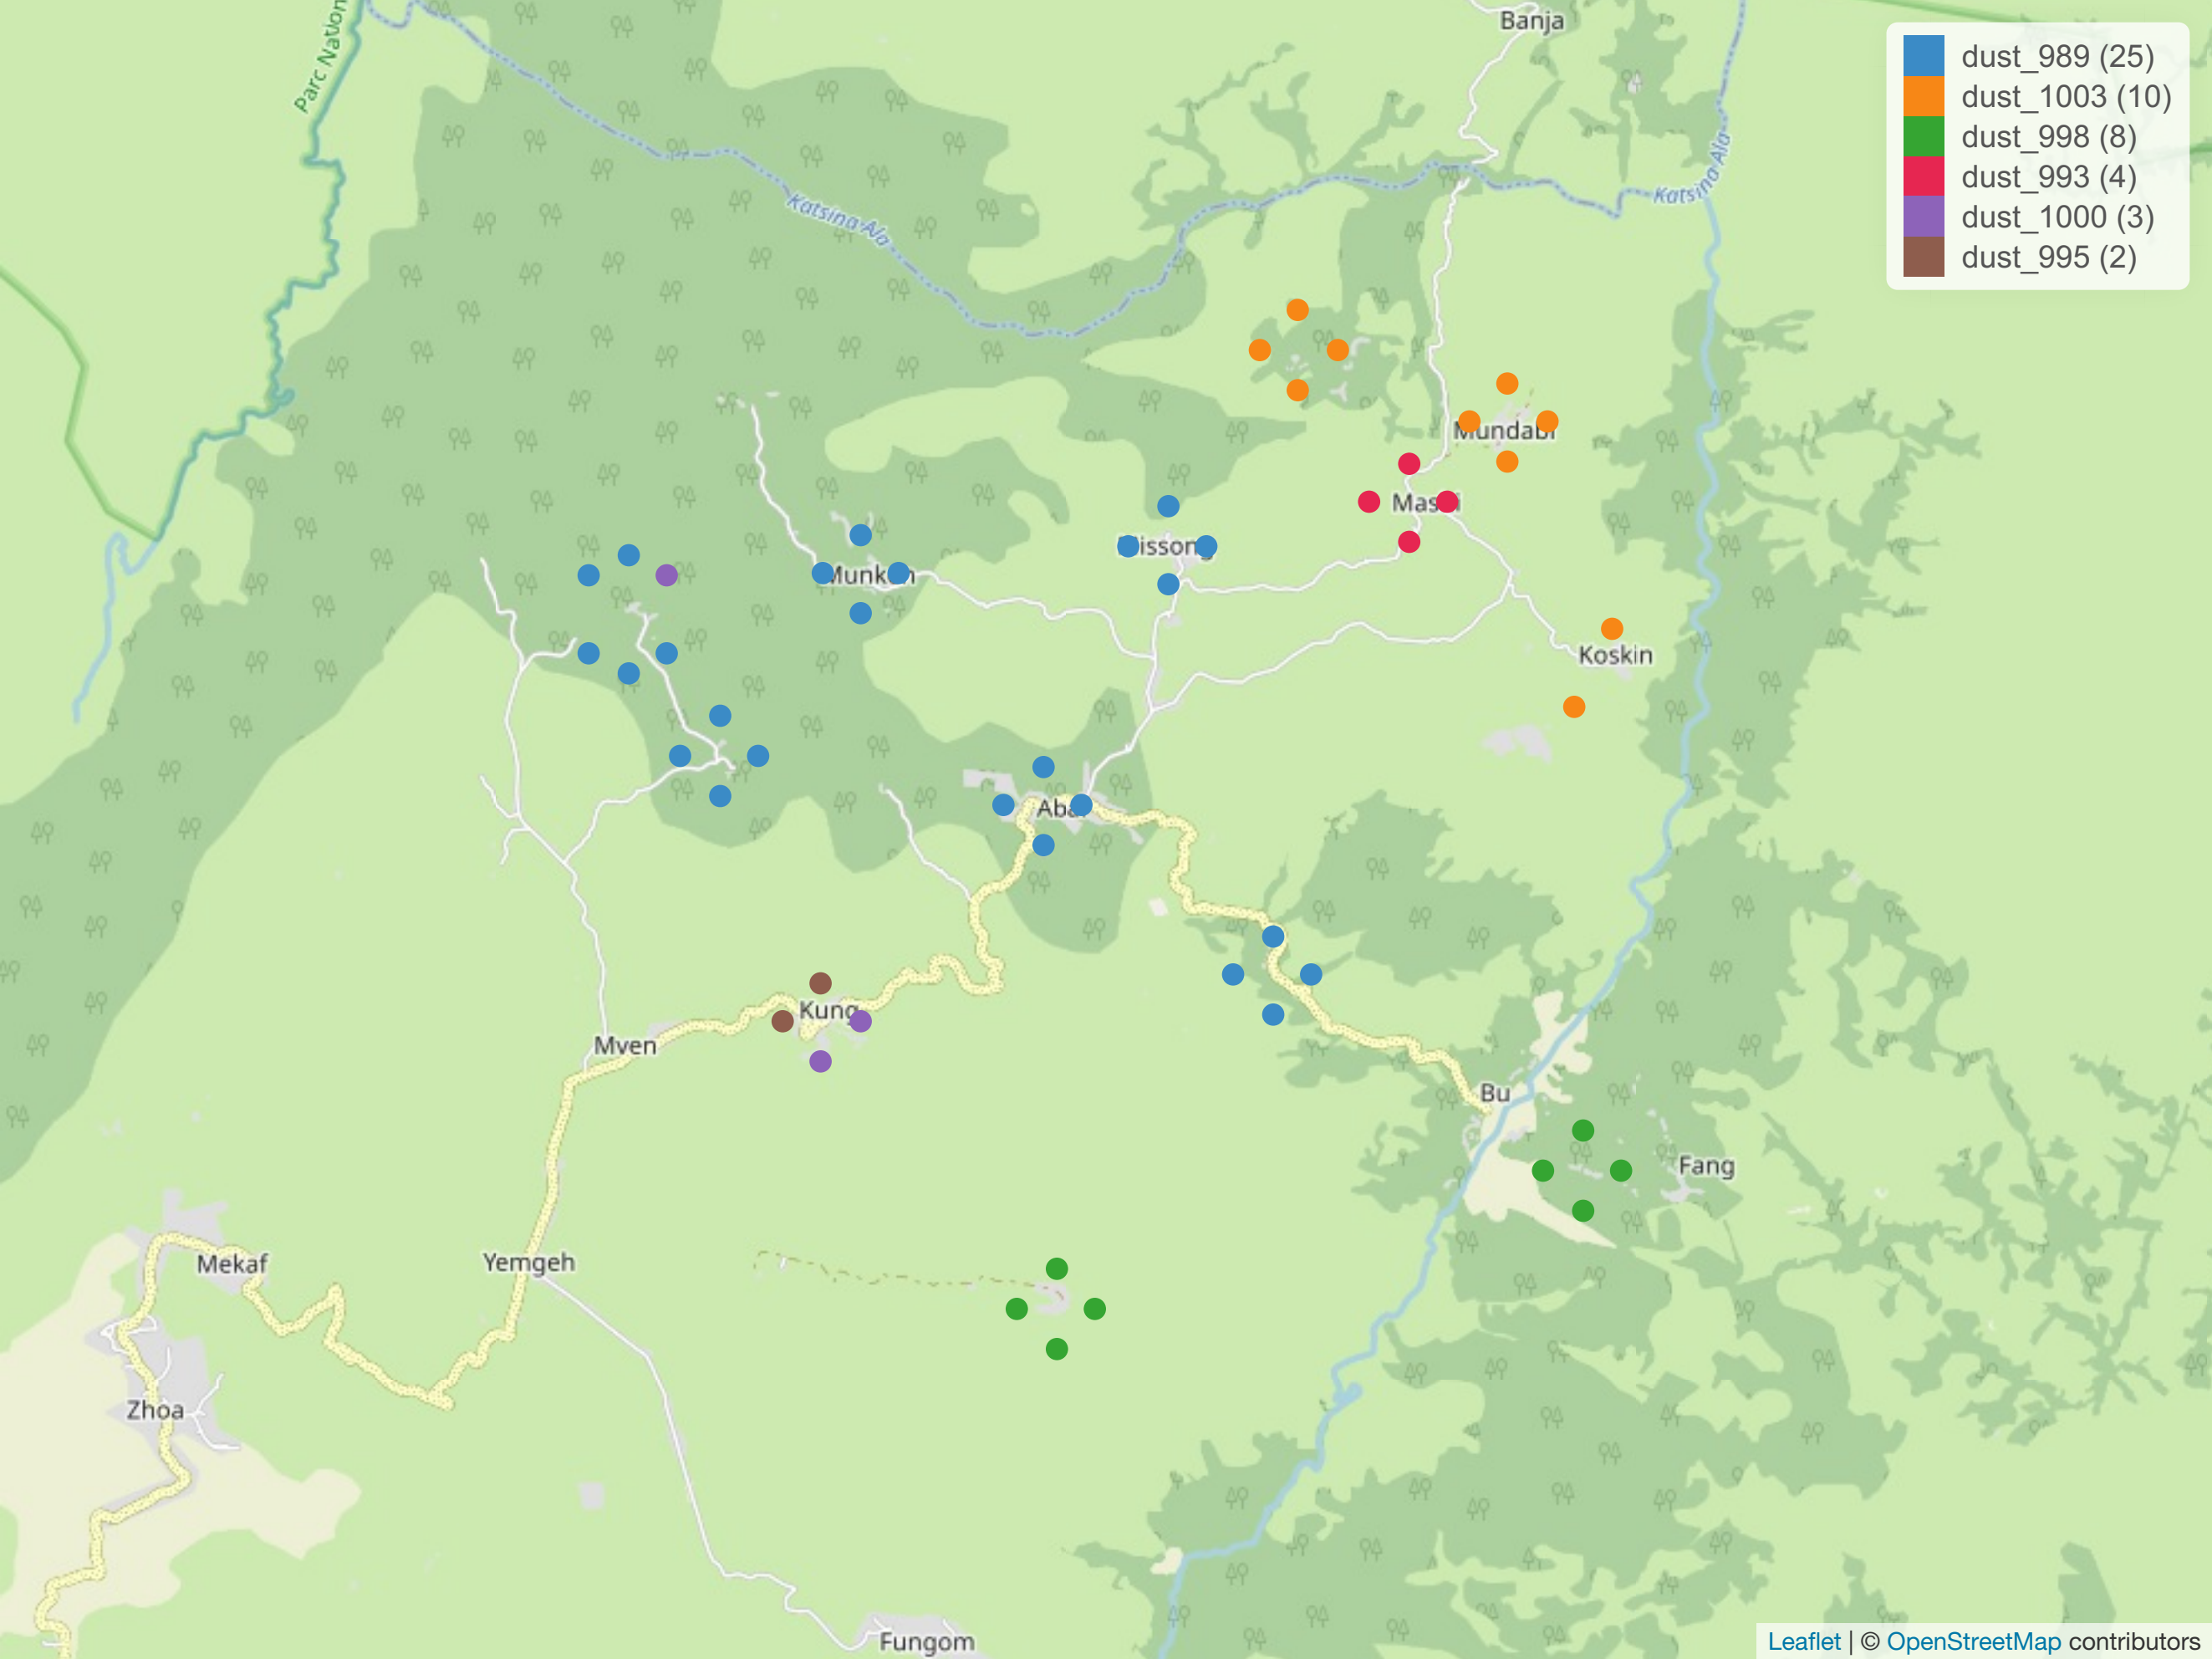 Banja
Parc Nation
dust_989 (25)
dust_1003 (10)
dust_998 (8)
dust_993 (4)
dust_1000 (3)
dust_995 (2)
Katsina Ala
Katsina Ala
Mundabi
Koskin
Kung
Mven
Bu
Fang
Mekaf
Yemgeh
Zhoa
Fungom
Leaflet | © OpenStreetMap contributors